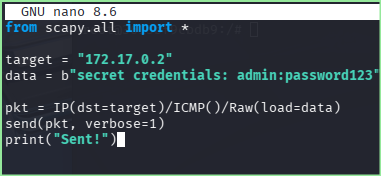 GNU nano 8.6
from scapy.all import *
target = "172.17.0.2"
data = b"secret credentials: admin:password123"
pkt = IP(dst=target)/ICMP()/Raw(load=data)
send(pkt, verbose=1)
print("Sent!")